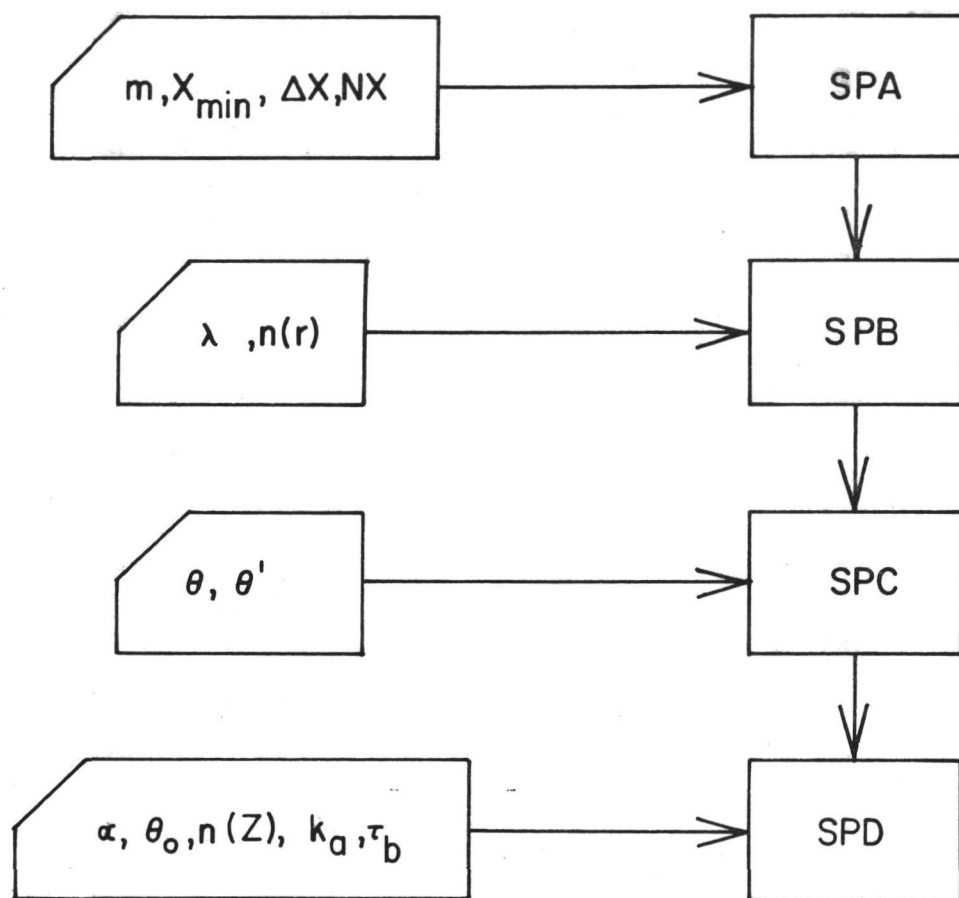 m,X_min, ΔX,NX
SPA
λ ,n(r)
SPB
θ, θ'
SPC
α, θ_o,n(Z), k_a,τ_b
SPD